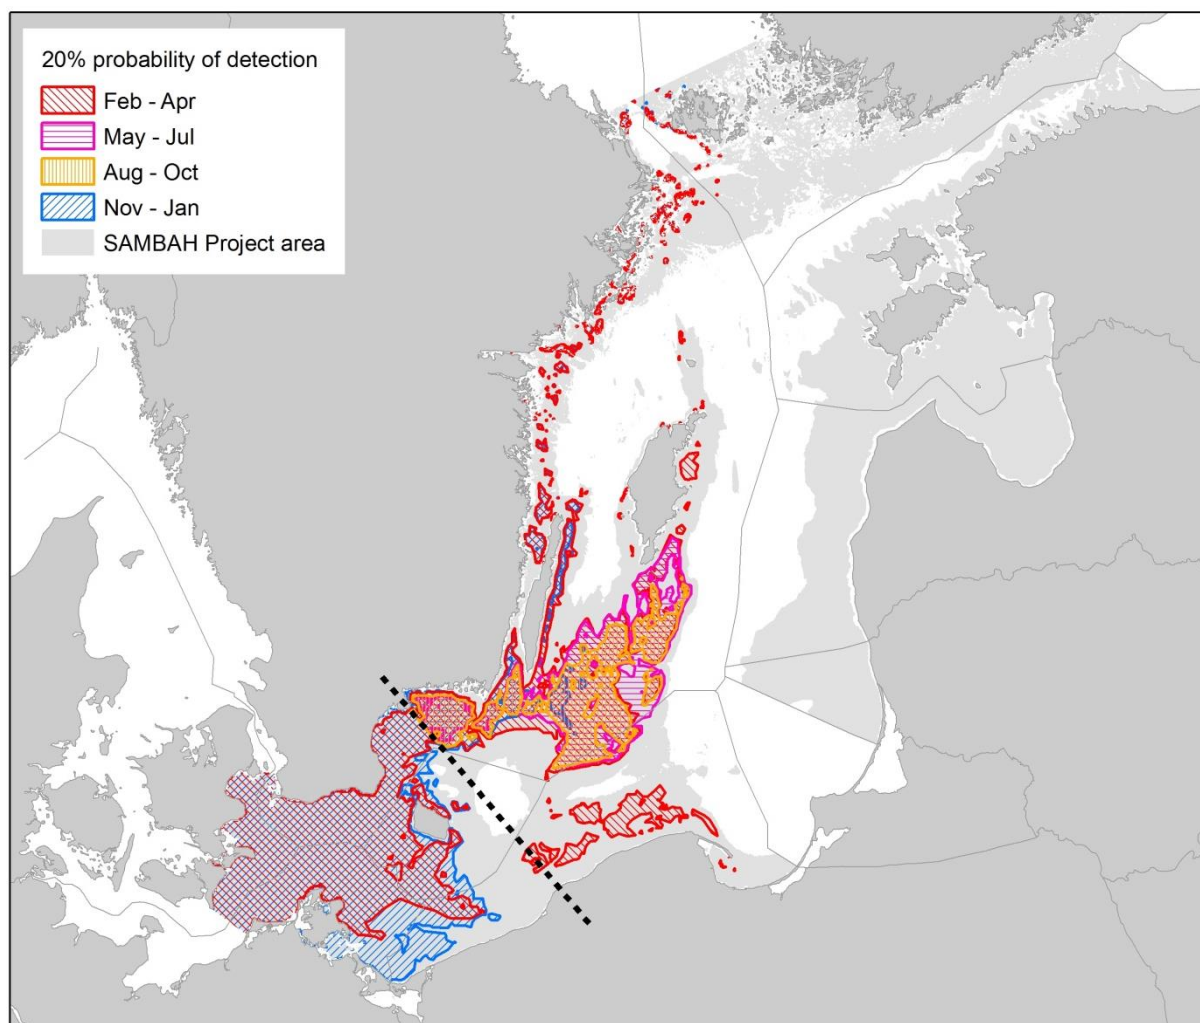 20% probability of detection
Feb - Apr
May - Jul
Aug - Oct
Nov - Jan
SAMBAH Project area